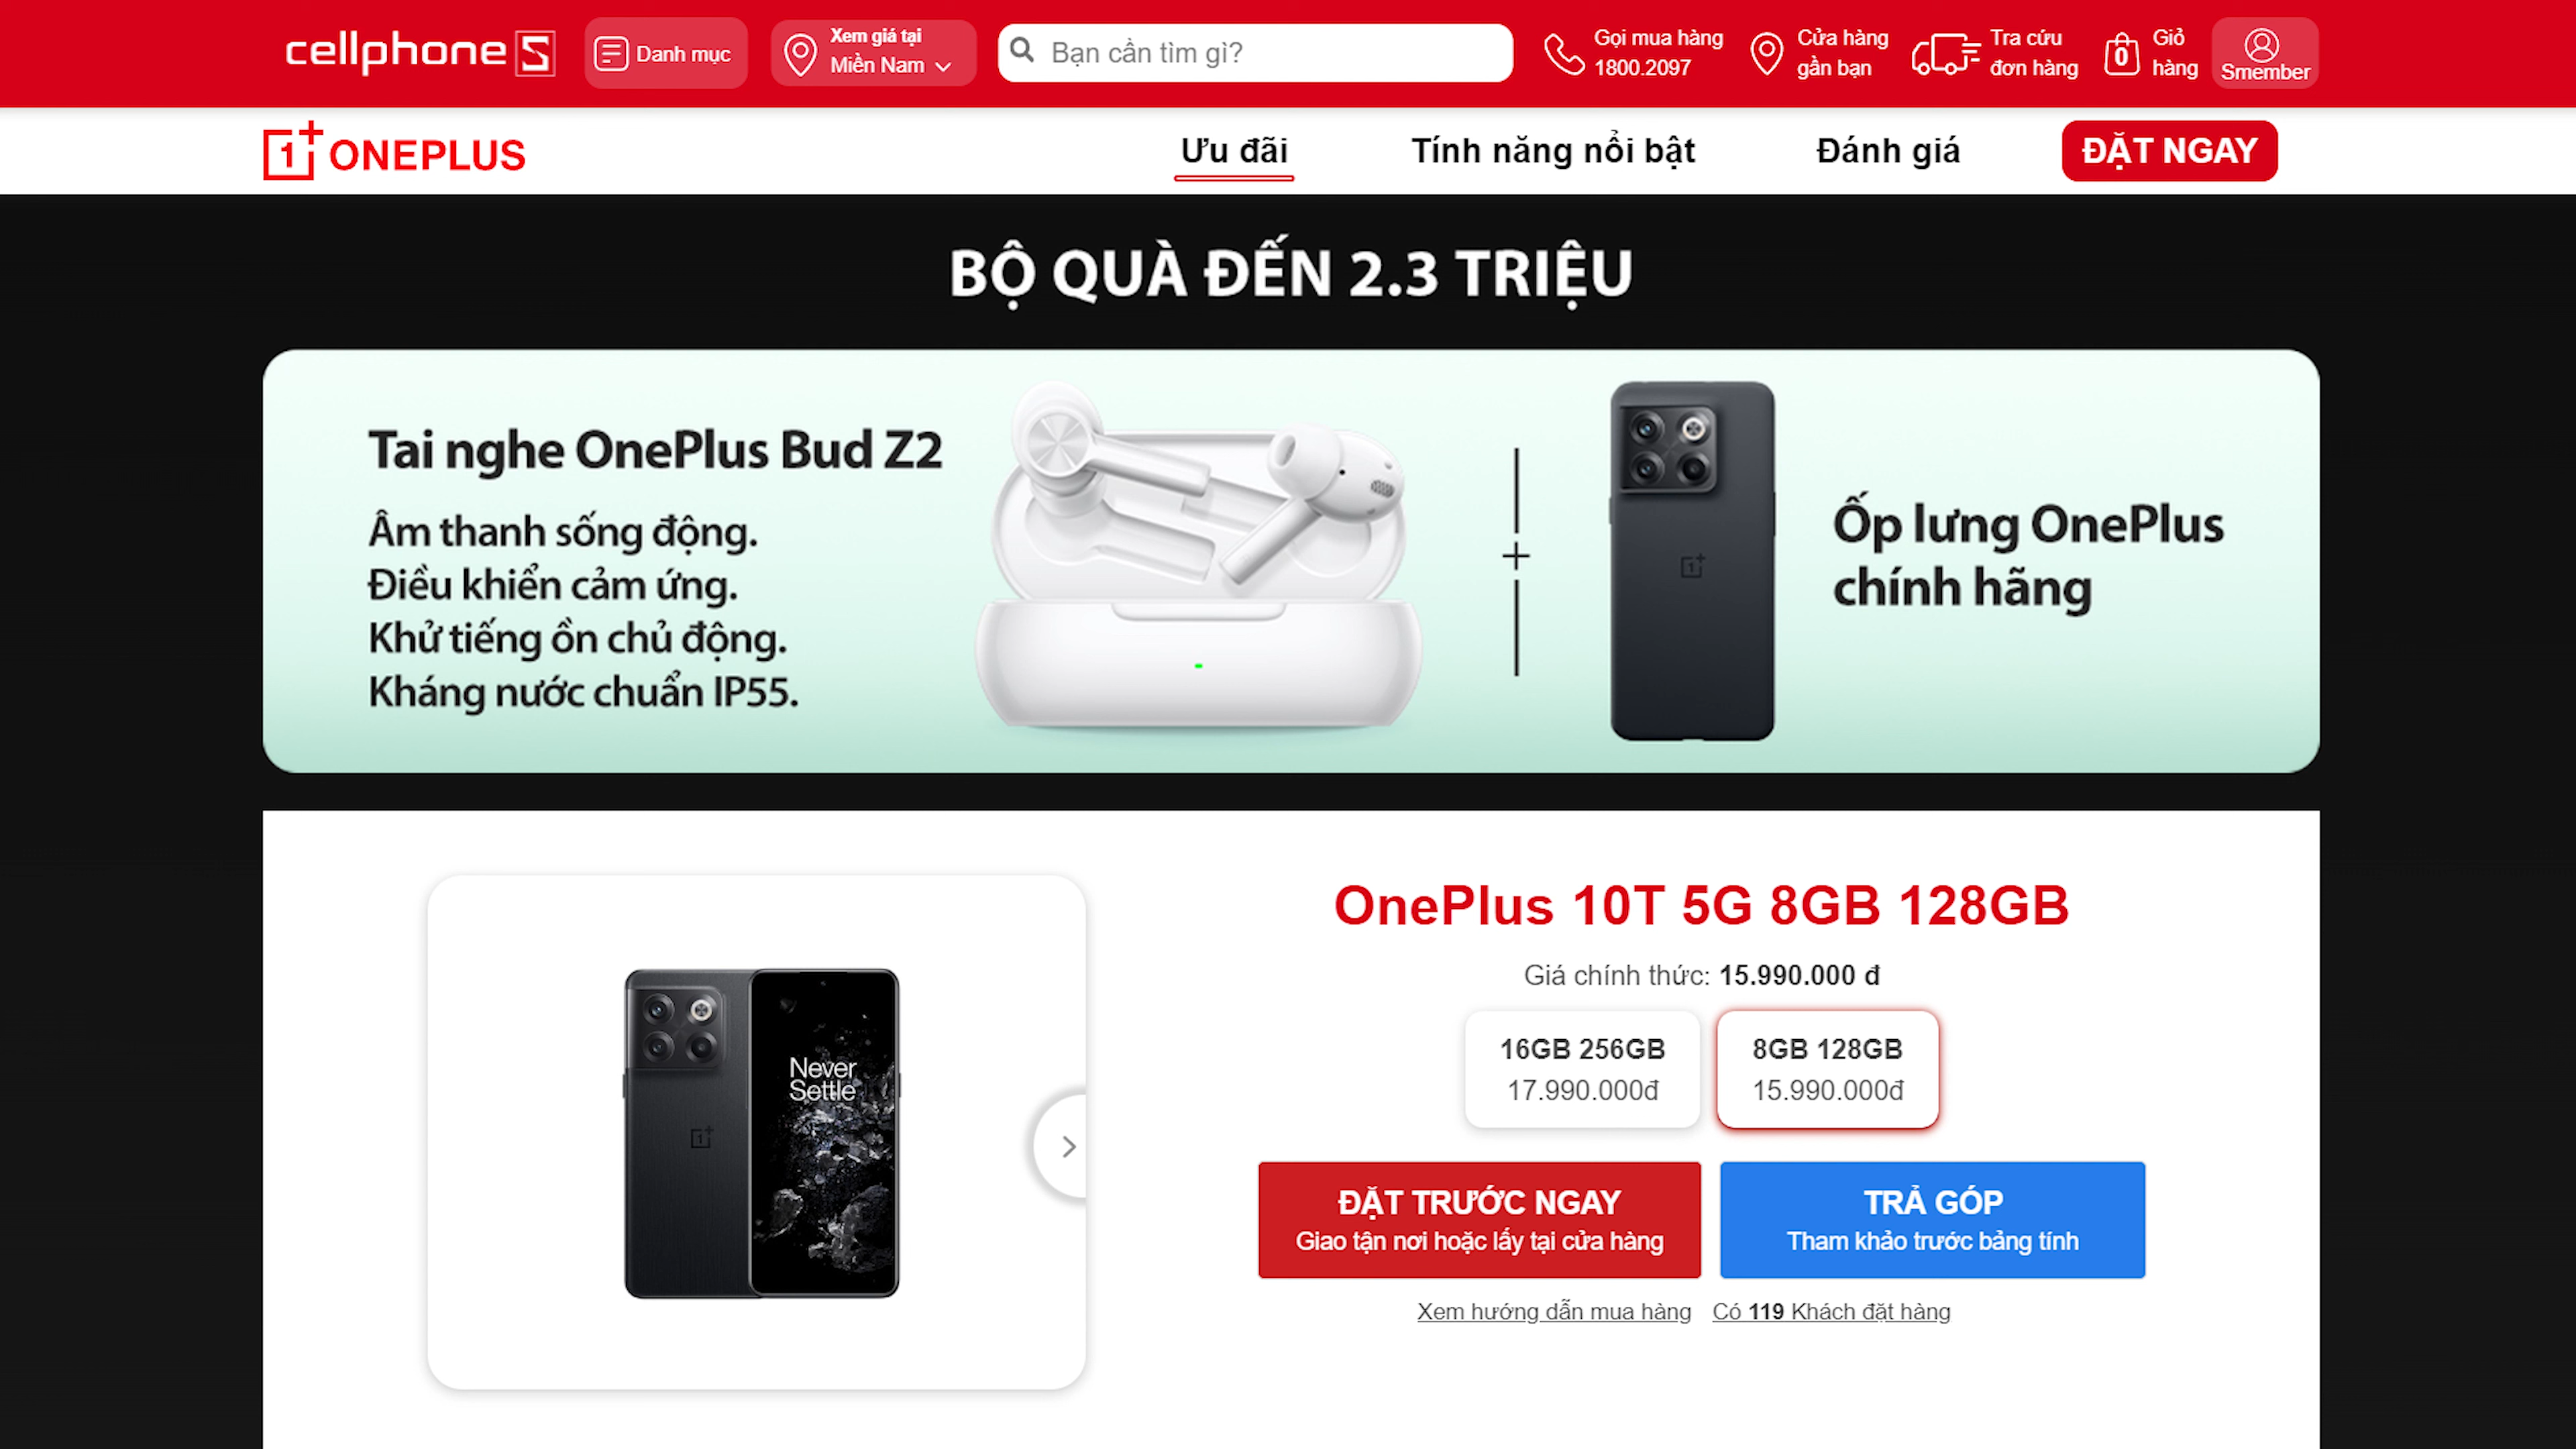 cellphoneS
Danh mục
Xem giá tại
Miền Nam
Bạn cần tìm gì?
Gọi mua hàng
1800.2097
Cửa hàng
gần bạn
Tra cứu
đơn hàng
0
Giỏ
hàng
Smember
ONEPLUS
Ưu đãi
Tính năng nổi bật
Đánh giá
ĐẶT NGAY
BỘ QUÀ ĐẾN 2.3 TRIỆU
Tai nghe OnePlus Bud Z2
Âm thanh sống động.
Điều khiển cảm ứng.
Khử tiếng ồn chủ động.
Kháng nước chuẩn IP55.
+
Ốp lưng OnePlus
chính hãng
Never
Settle
OnePlus 10T 5G 8GB 128GB
Giá chính thức: 15.990.000 đ
16GB 256GB
17.990.000đ
8GB 128GB
15.990.000đ
ĐẶT TRƯỚC NGAY
Giao tận nơi hoặc lấy tại cửa hàng
TRẢ GÓP
Tham khảo trước bảng tính
Xem hướng dẫn mua hàng
Có 119 Khách đặt hàng